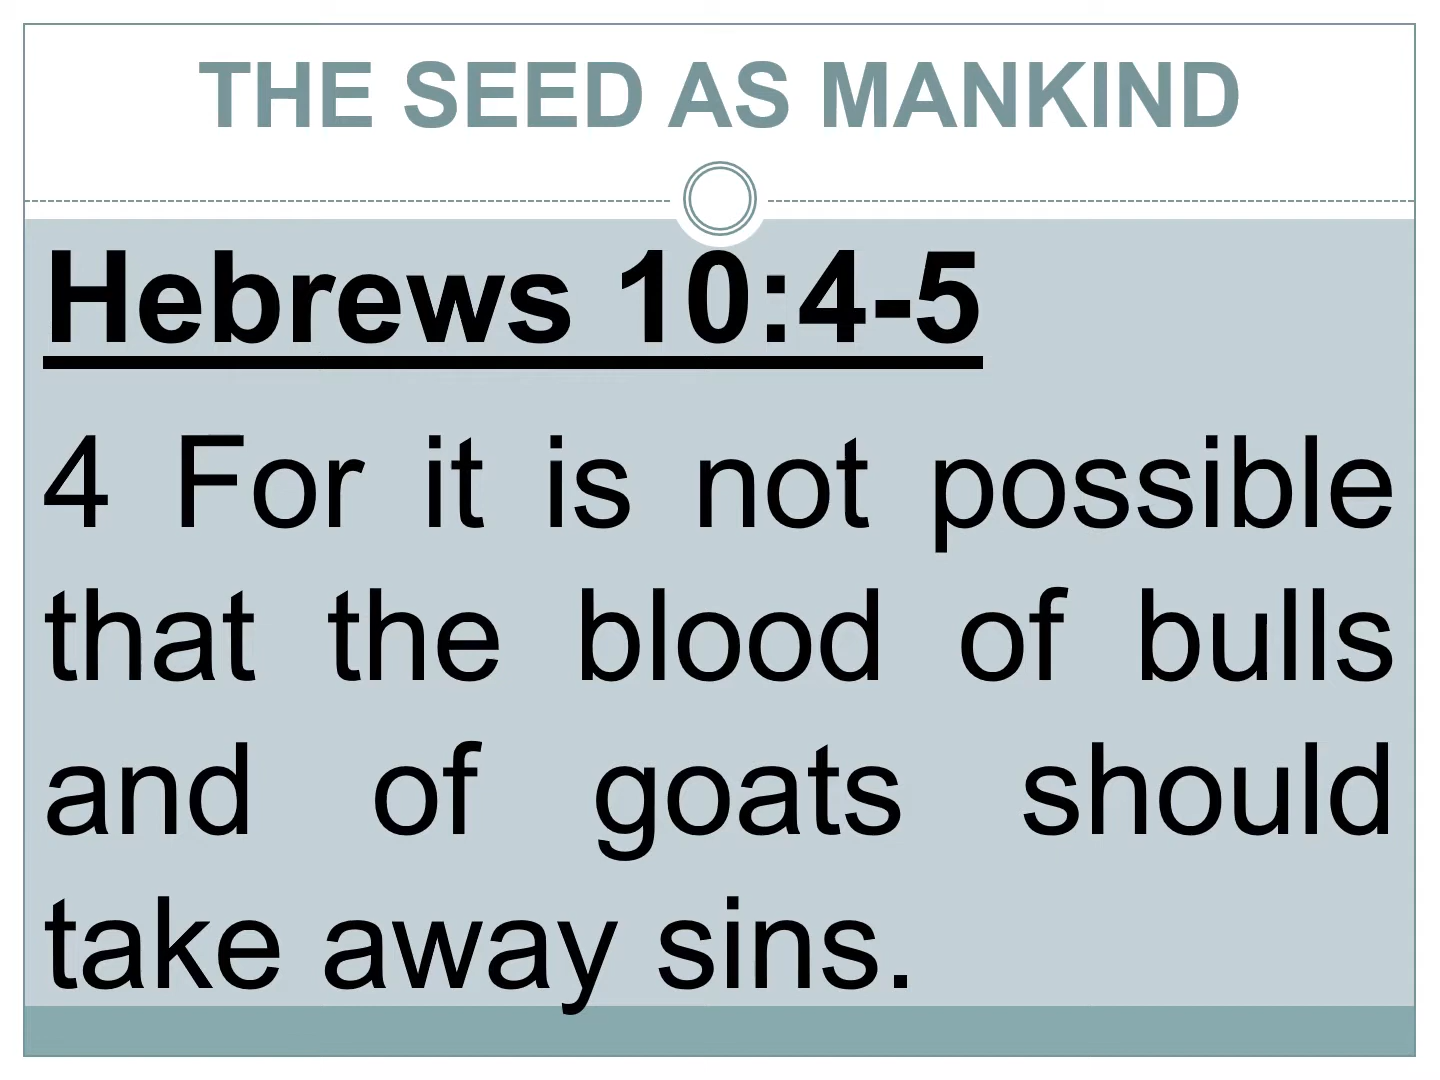 THE SEED AS MANKIND
Hebrews 10:4-5
4 For it is not possible
that the blood of bulls
and of goats should
take away sins.